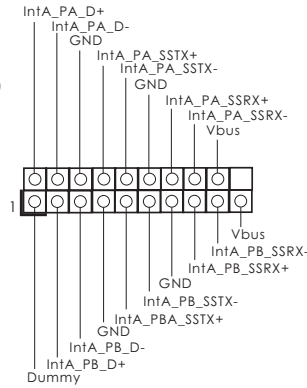 IntA_PA_D+
IntA_PA_D-
GND
IntA_PA_SSTX+
IntA_PA_SSTX-
GND
IntA_PA_SSRX+
IntA_PA_SSRX-
Vbus
1
Vbus
IntA_PB_SSRX-
IntA_PB_SSRX+
GND
IntA_PB_SSTX-
IntA_PBA_SSTX+
GND
IntA_PB_D-
IntA_PB_D+
Dummy